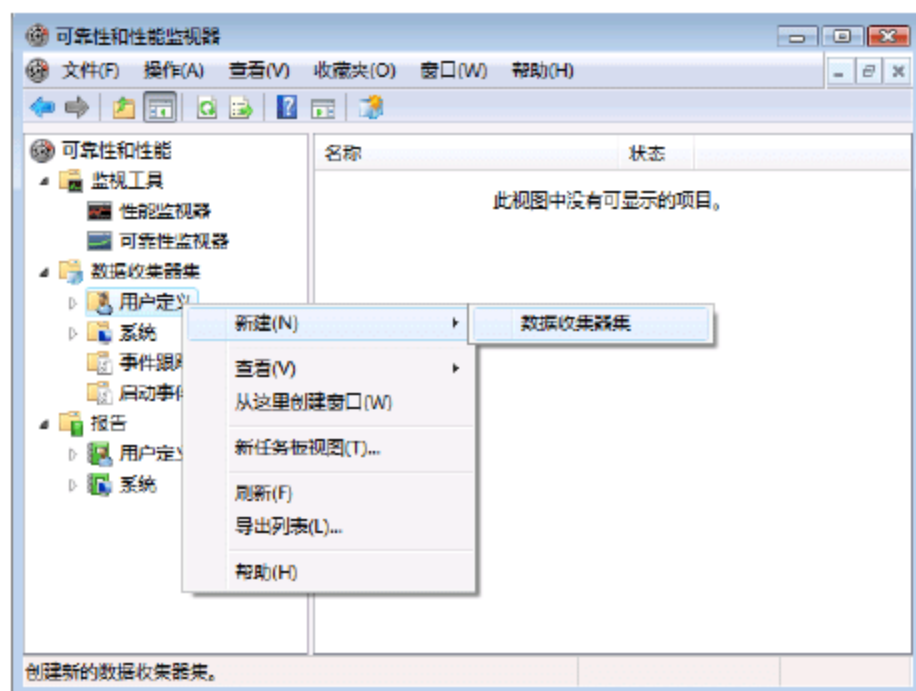 可靠性和性能监视器
文件(F) 操作(A) 查看(V) 收藏夹(O) 窗口(W) 帮助(H)
可靠性和性能
监视工具
性能监视器
可靠性监视器
数据收集器集
用户定义
系统
事件跟踪
启动事件
报告
用户定义
系统
名称 状态
此视图中没有可显示的项目。
新建(N)
查看(V)
从这里创建窗口(W)
新任务板视图(T)...
刷新(F)
导出列表(L)...
帮助(H)
数据收集器集
创建新的数据收集器集。